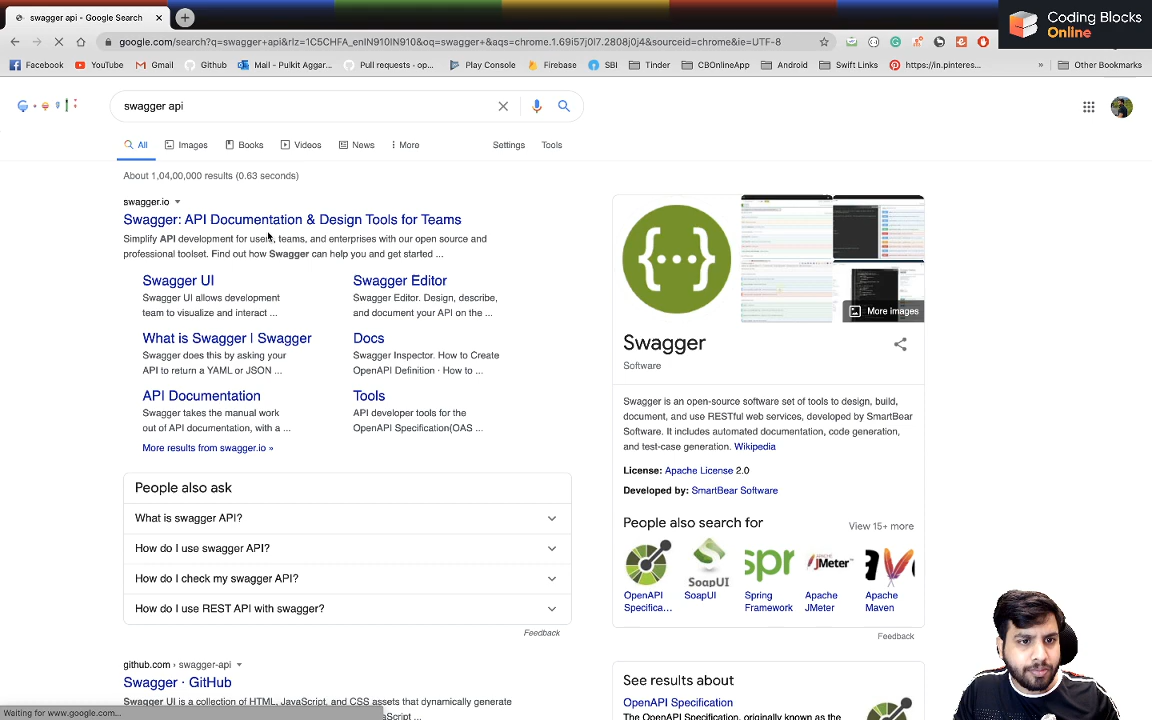 swagger api - Google Search
Coding Blocks
Online
google.com/search?q=swagger+api&rlz=1C5CHFA_enIN910IN910&oq=swagger+&aqs=chrome.1.69i57j0l7.2808j0j4&sourceid=chrome&ie=UTF-8
Facebook
YouTube
Gmail
Github
Mail - Pulkit Aggar...
Pull requests - op...
Play Console
Firebase
SBI
Tinder
CBOnlineApp
Android
Swift Links
https://in.pinteres...
»
Other Bookmarks
swagger api
All
Images
Books
Videos
News
More
Settings
Tools
About 1,04,00,000 results (0.63 seconds)
swagger.io
Swagger: API Documentation & Design Tools for Teams
Simplify API development for users, teams, and enterprises with our open source and
professional toolset. Find out how Swagger can help you and get started ...
Swagger UI
Swagger UI allows development
team to visualize and interact ...
Swagger Editor
Swagger Editor. Design, describe,
and document your API on the ...
What is Swagger | Swagger
Swagger does this by asking your
API to return a YAML or JSON ...
Docs
Swagger Inspector. How to Create
OpenAPI Definition · How to ...
API Documentation
Swagger takes the manual work
out of API documentation, with a ...
Tools
API developer tools for the
OpenAPI Specification(OAS ...
More results from swagger.io »
People also ask
What is swagger API?
How do I use swagger API?
How do I check my swagger API?
How do I use REST API with swagger?
Feedback
github.com › swagger-api
Swagger · GitHub
Swagger UI is a collection of HTML, JavaScript, and CSS assets that dynamically generate
Waiting for www.google.com...
{...}
More images
Swagger
Software
Swagger is an open-source software set of tools to design, build,
document, and use RESTful web services, developed by SmartBear
Software. It includes automated documentation, code generation,
and test-case generation. Wikipedia
License: Apache License 2.0
Developed by: SmartBear Software
People also search for
View 15+ more
SoapUI
spr
APACHE JMeter
OpenAPI
Specifica...
SoapUI
Spring
Framework
Apache
JMeter
Apache
Maven
Feedback
See results about
OpenAPI Specification
The OpenAPI Specification, originally known as the